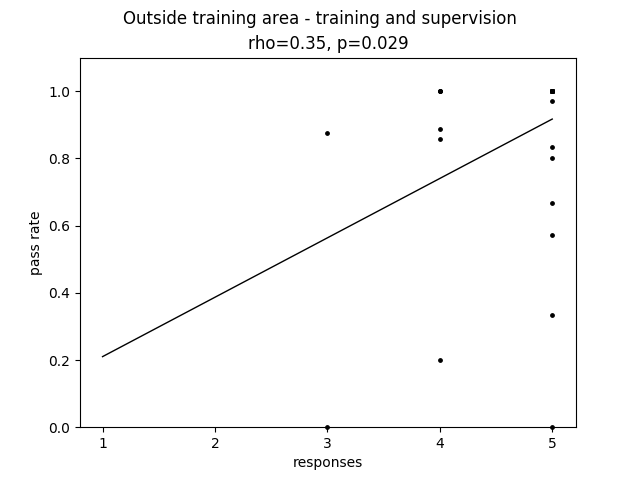 Outside training area - training and supervision
rho=0.35, p=0.029
1.0
0.8
0.6
0.4
0.2
0.0
pass rate
1 2 3 4 5
responses